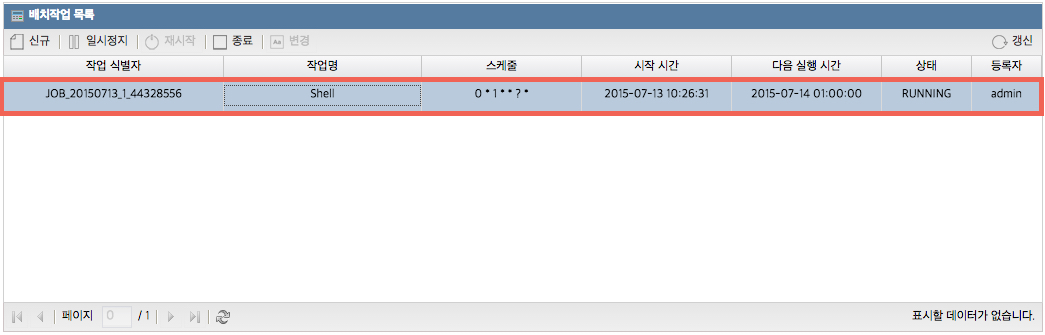 배치작업 목록
신규 일시정지 재시작 종료 변경 갱신
작업 식별자 작업명 스케줄 시작 시간 다음 실행 시간 상태 등록자
JOB_20150713_1_44328556 Shell 0 * 1 * * ? * 2015-07-13 10:26:31 2015-07-14 01:00:00 RUNNING admin
페이지 0 / 1 표시할 데이터가 없습니다.